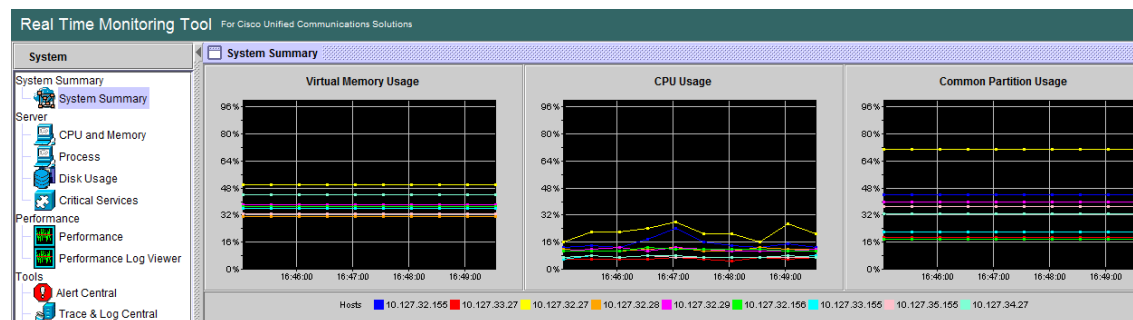 Real Time Monitoring Tool For Cisco Unified Communications Solutions
System
System Summary
System Summary
System Summary
Server
CPU and Memory
Process
Disk Usage
Critical Services
Performance
Performance
Performance Log Viewer
Tools
Alert Central
Trace & Log Central
Virtual Memory Usage
96%
80%
64%
48%
32%
16%
0%
16:46:00 16:47:00 16:48:00 16:49:00
CPU Usage
96%
80%
64%
48%
32%
16%
0%
16:46:00 16:47:00 16:48:00 16:49:00
Common Partition Usage
96%
80%
64%
48%
32%
16%
0%
16:46:00 16:47:00 16:48:00 16:49:00
Hosts 10.127.32.155 10.127.33.27 10.127.32.27 10.127.32.28 10.127.32.29 10.127.32.156 10.127.33.155 10.127.35.155 10.127.34.27